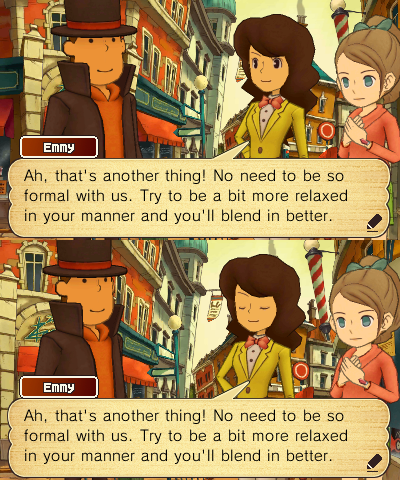 Emmy
Ah, that's another thing! No need to be so
formal with us. Try to be a bit more relaxed
in your manner and you'll blend in better.
Emmy
Ah, that's another thing! No need to be so
formal with us. Try to be a bit more relaxed
in your manner and you'll blend in better.